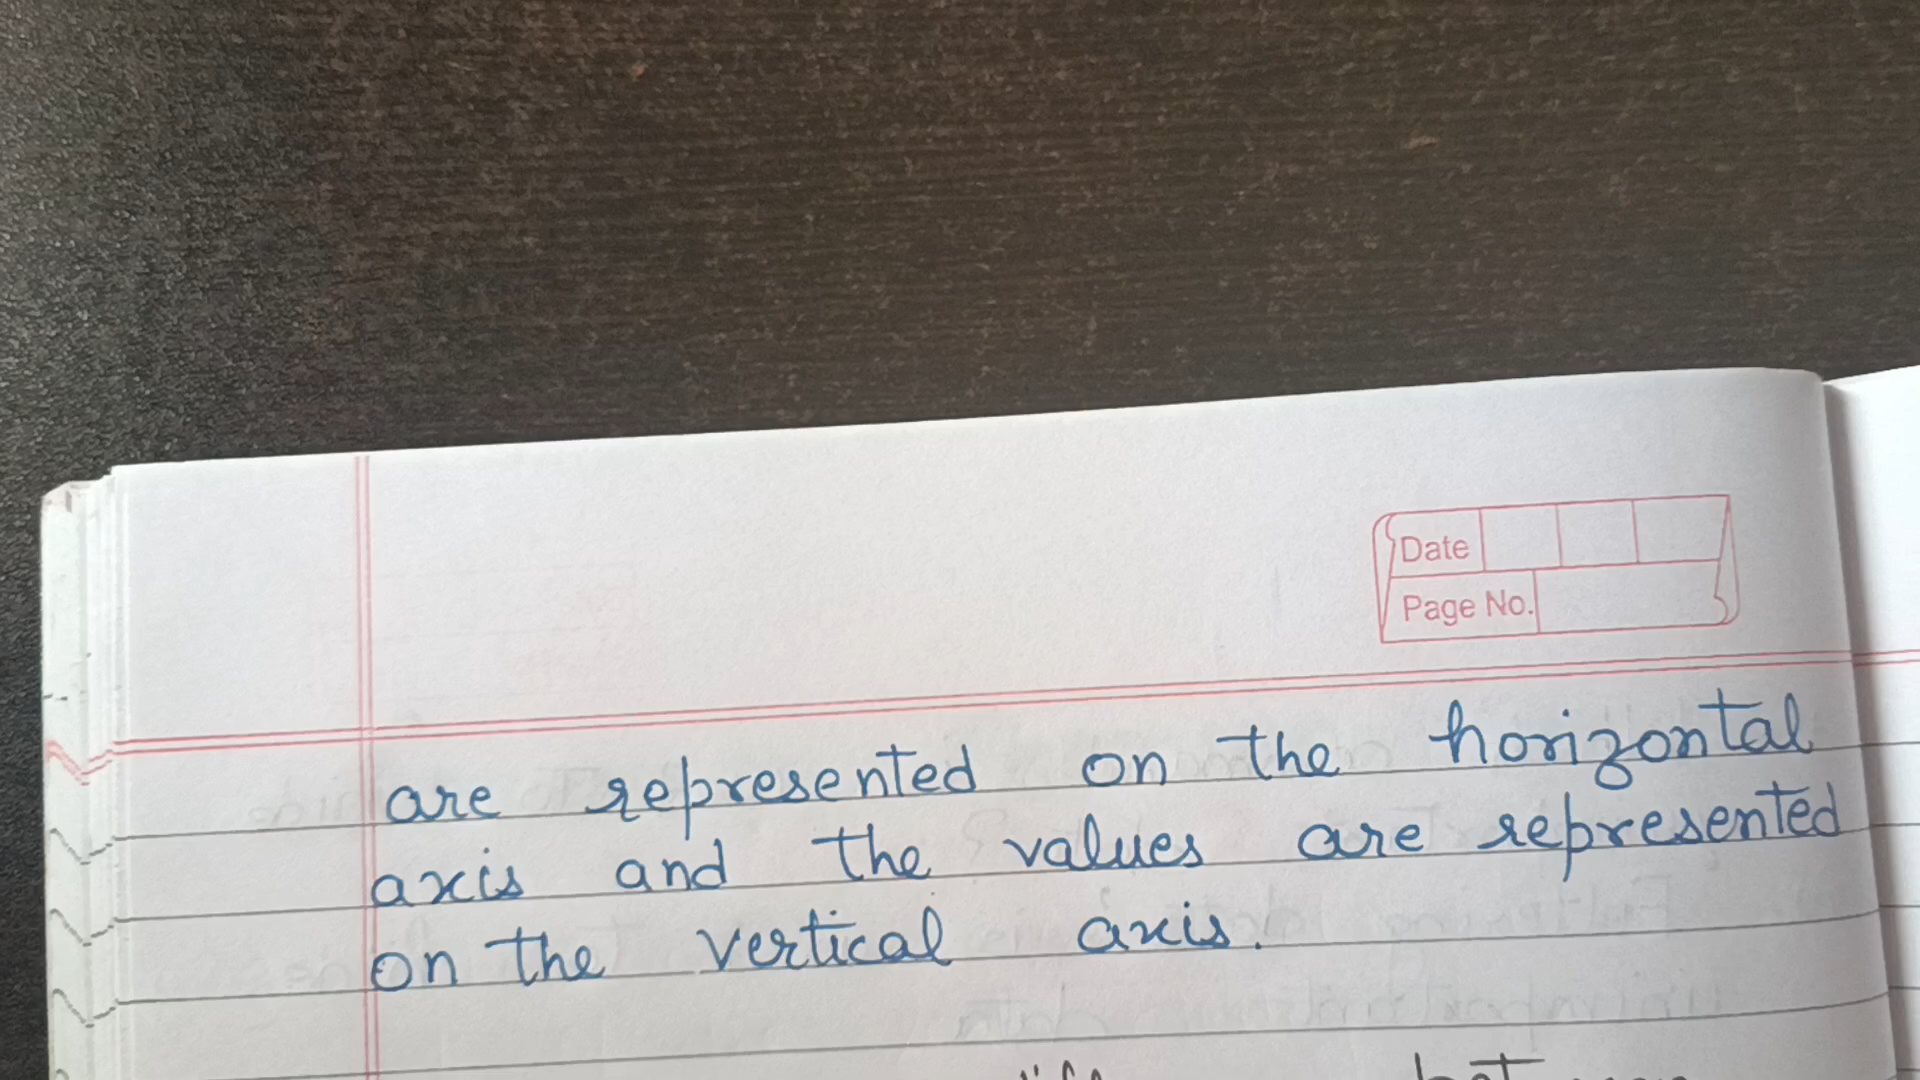 Date
Page No.
are represented on the horizontal
axis and the values are represented
on the vertical axis.